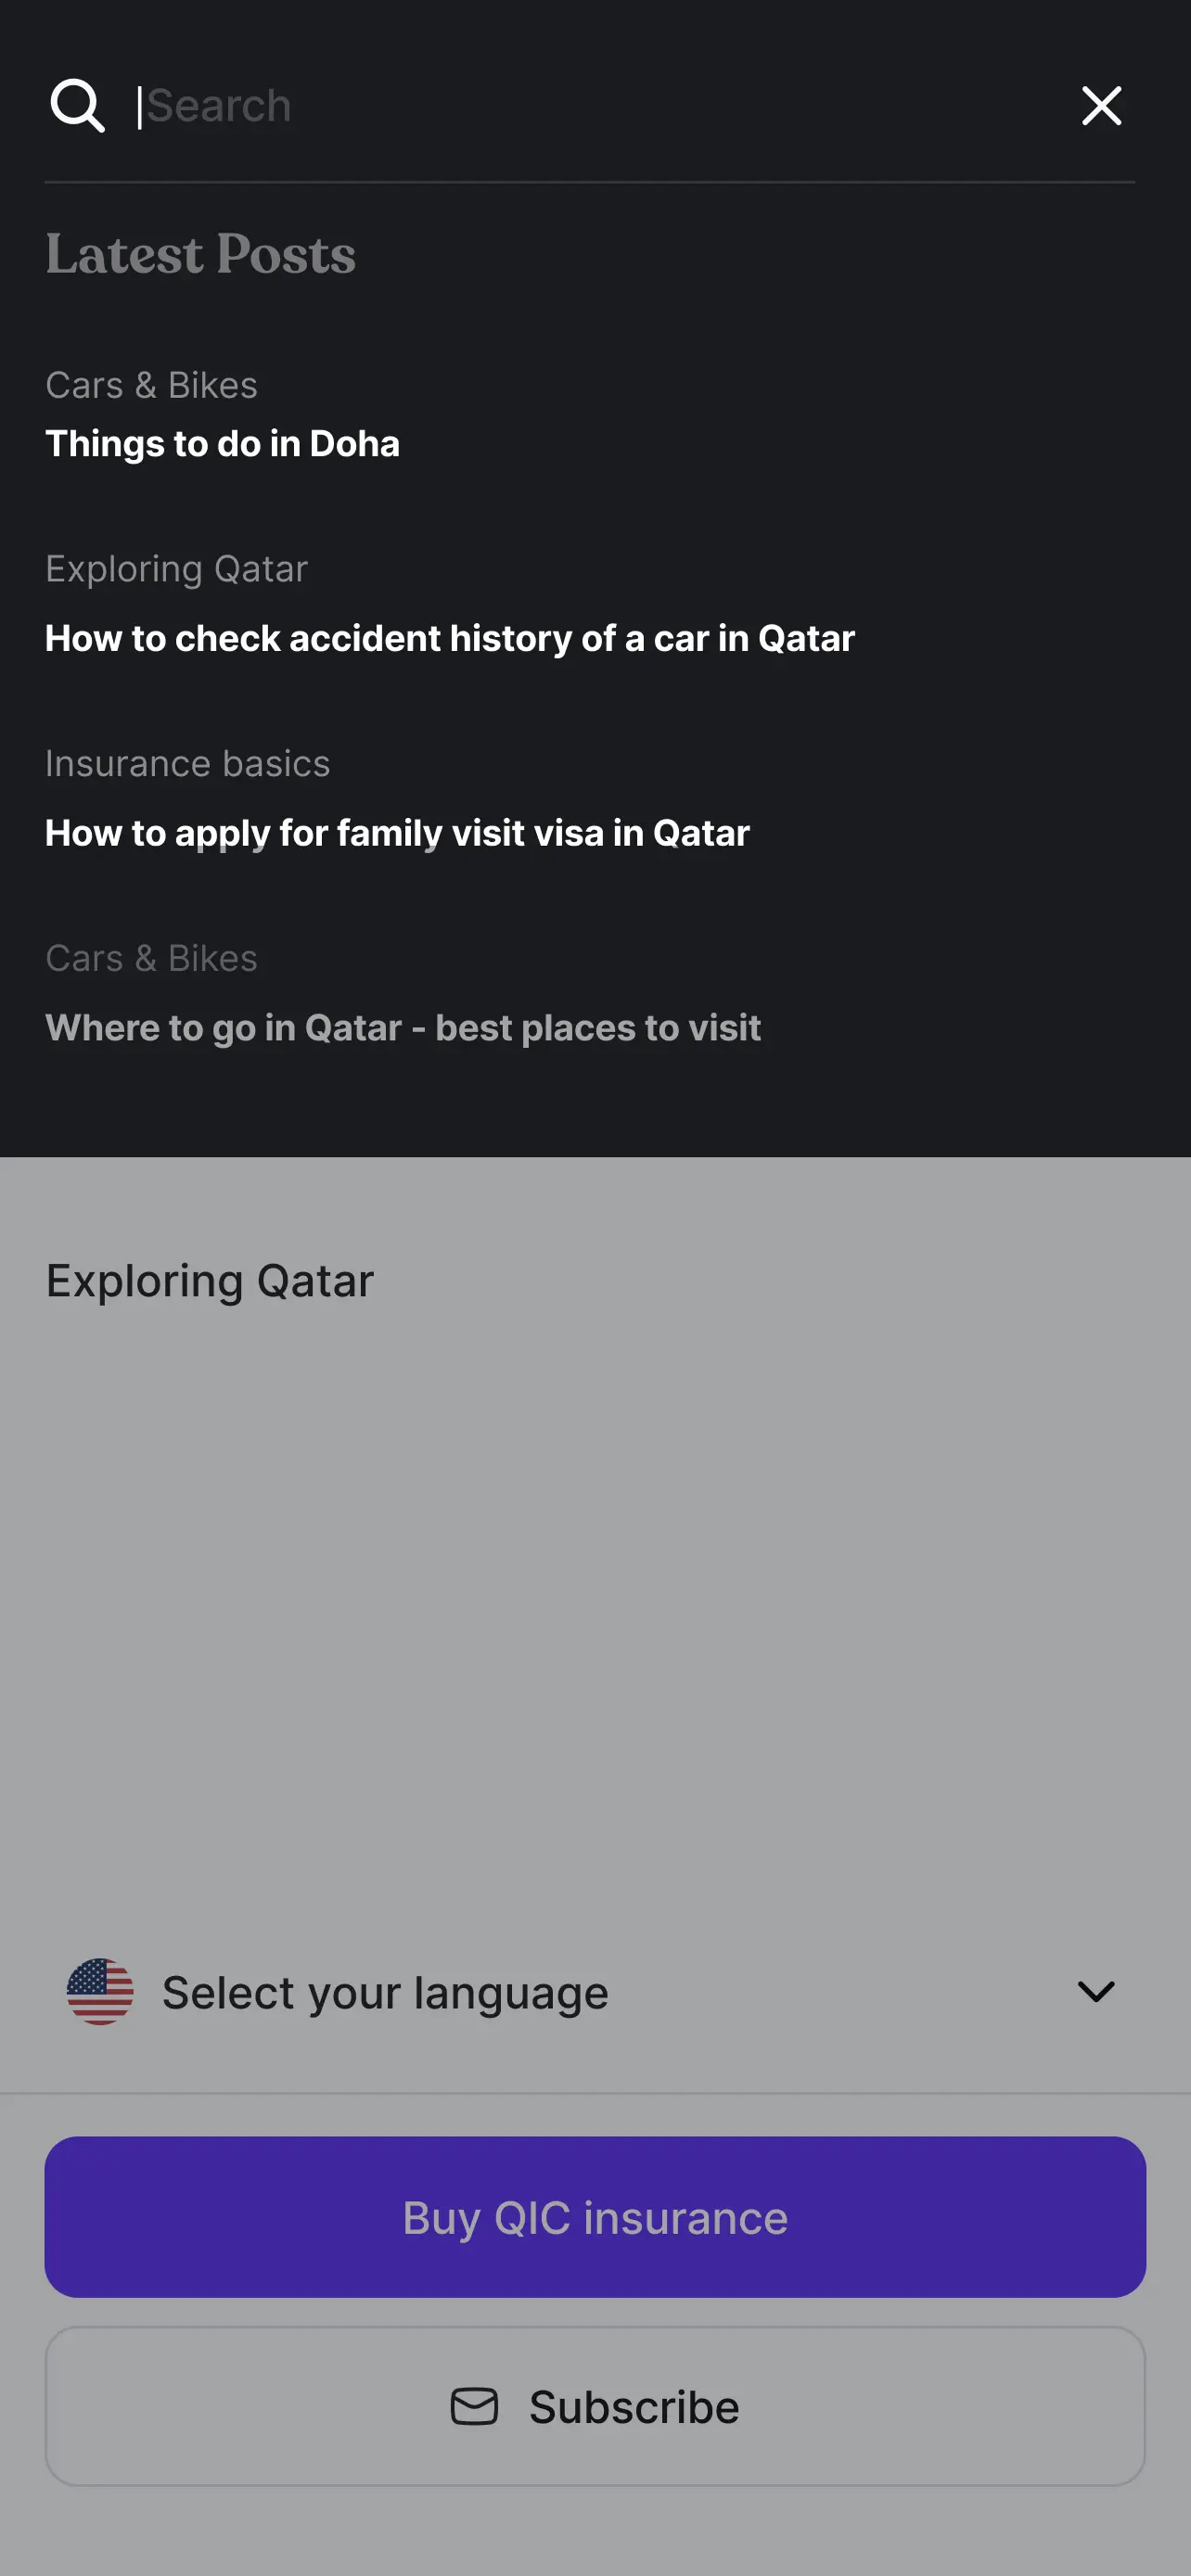 Search
Latest Posts
Cars & Bikes
Things to do in Doha
Exploring Qatar
How to check accident history of a car in Qatar
Insurance basics
How to apply for family visit visa in Qatar
Cars & Bikes
Where to go in Qatar - best places to visit
Exploring Qatar
Select your language
Buy QIC insurance
Subscribe